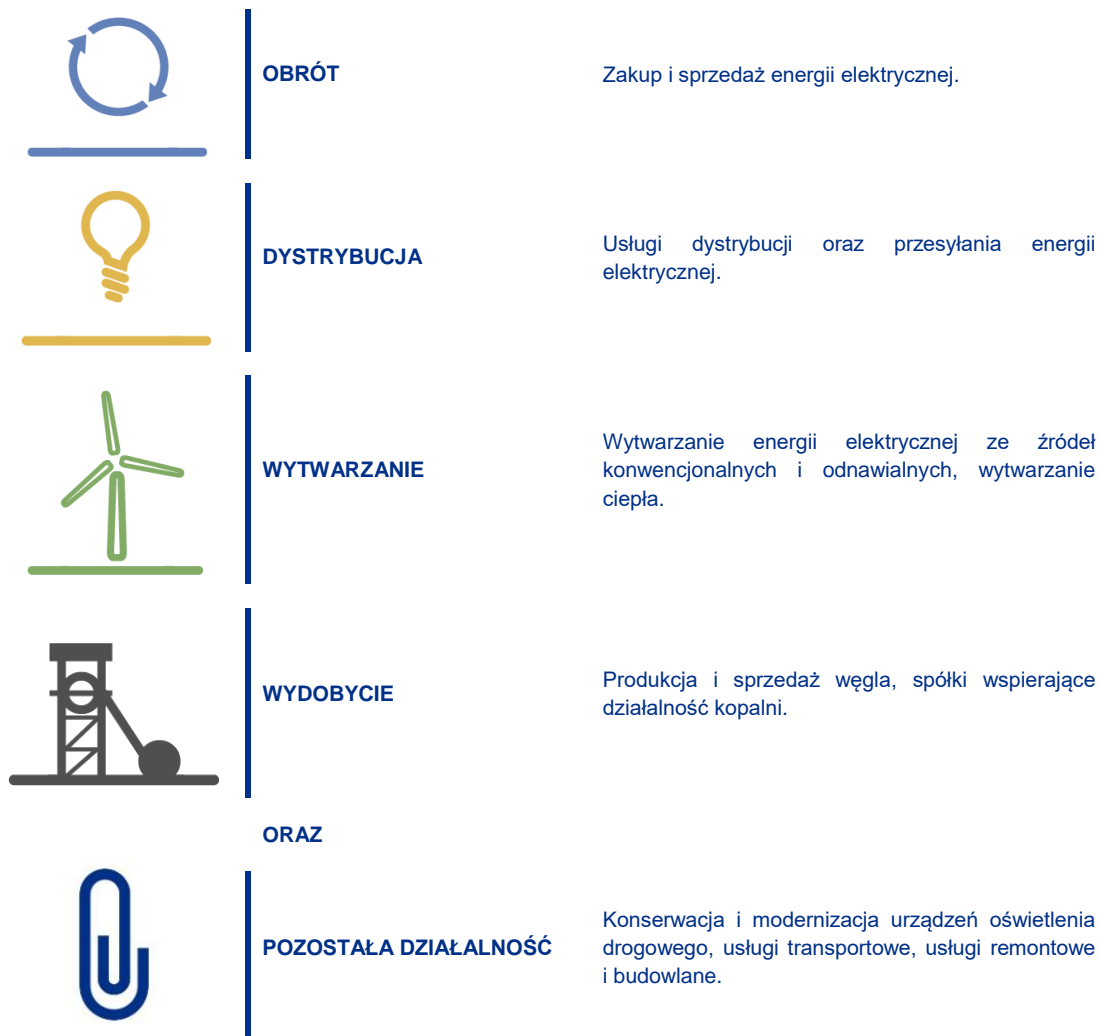 OBRÓT
Zakup i sprzedaż energii elektrycznej.
DYSTRYBUCJA
Usługi dystrybucji oraz przesyłania energii
elektrycznej.
WYTWARZANIE
Wytwarzanie energii elektrycznej ze źródeł
konwencjonalnych i odnawialnych, wytwarzanie
ciepła.
WYDOBYCIE
Produkcja i sprzedaż węgla, spółki wspierające
działalność kopalni.
ORAZ
POZOSTAŁA DZIAŁALNOŚĆ
Konserwacja i modernizacja urządzeń oświetlenia
drogowego, usługi transportowe, usługi remontowe
i budowlane.